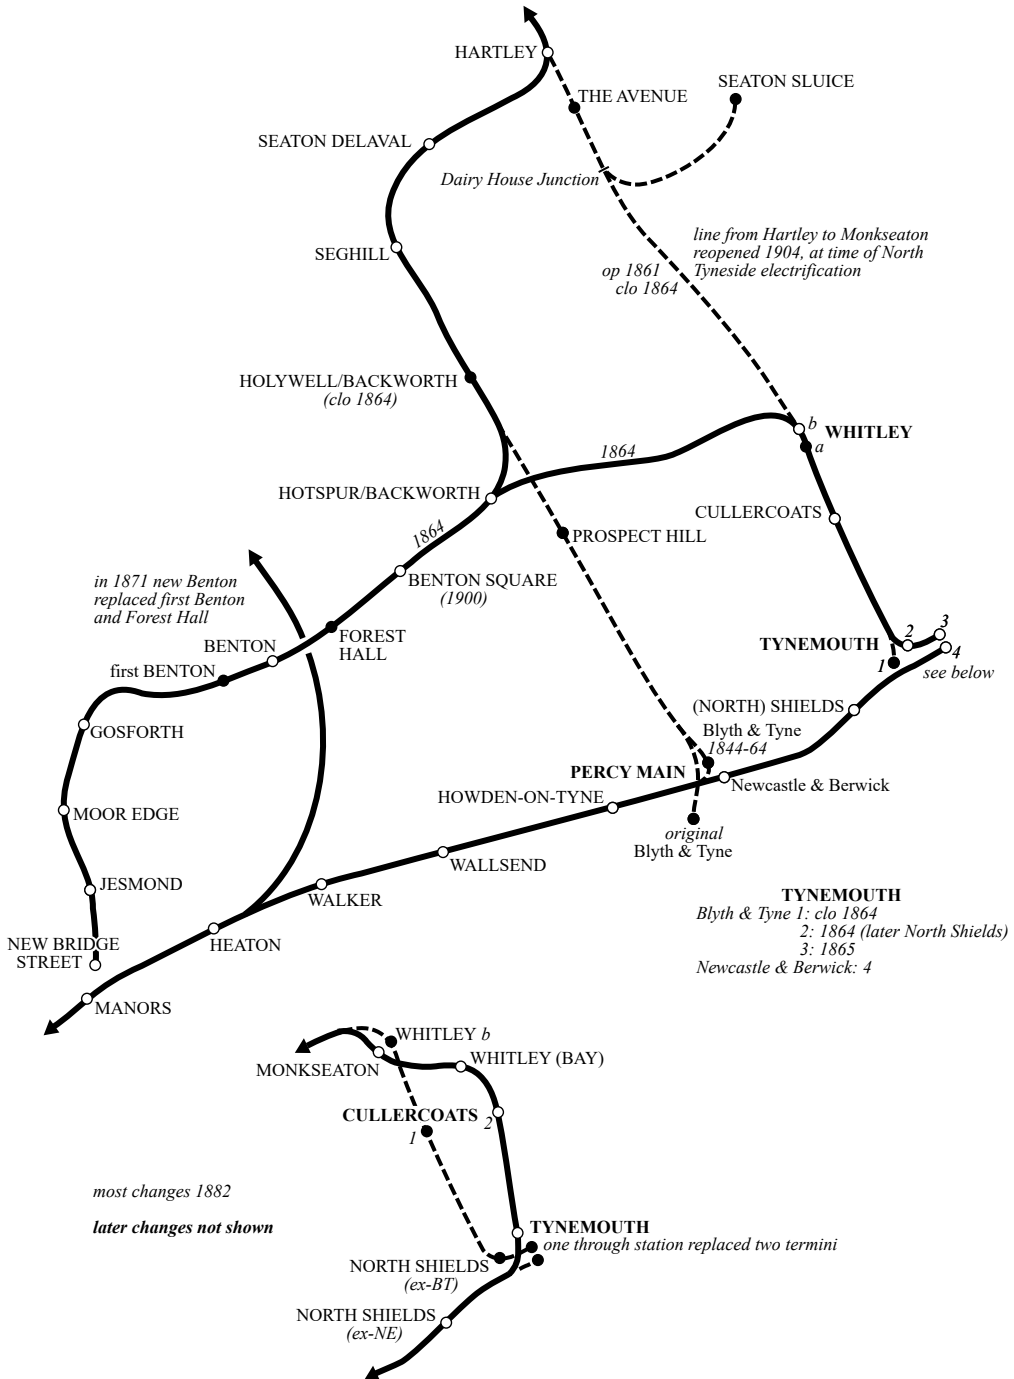 HARTLEY
THE AVENUE
SEATON SLUICE
SEATON DELAVAL
Dairy House Junction
SEGHILL
line from Hartley to Monkseaton
reopened 1904, at time of North
Tyneside electrification
op 1861
clo 1864
HOLYWELL/BACKWORTH
(clo 1864)
b
WHITLEY
a
1864
HOTSPUR/BACKWORTH
CULLERCOATS
1864
PROSPECT HILL
in 1871 new Benton
replaced first Benton
and Forest Hall
BENTON SQUARE
(1900)
FOREST
HALL
BENTON
first BENTON
TYNEMOUTH
2
3
1
4
see below
GOSFORTH
(NORTH) SHIELDS
Blyth & Tyne
1844-64
PERCY MAIN
Newcastle & Berwick
HOWDEN-ON-TYNE
MOOR EDGE
original
Blyth & Tyne
WALLSEND
JESMOND
WALKER
NEW BRIDGE
STREET
HEATON
MANORS
TYNEMOUTH
Blyth & Tyne 1: clo 1864
2: 1864 (later North Shields)
3: 1865
Newcastle & Berwick: 4
WHITLEY b
MONKSEATON
WHITLEY (BAY)
CULLERCOATS
1
2
most changes 1882
later changes not shown
TYNEMOUTH
one through station replaced two termini
NORTH SHIELDS
(ex-BT)
NORTH SHIELDS
(ex-NE)